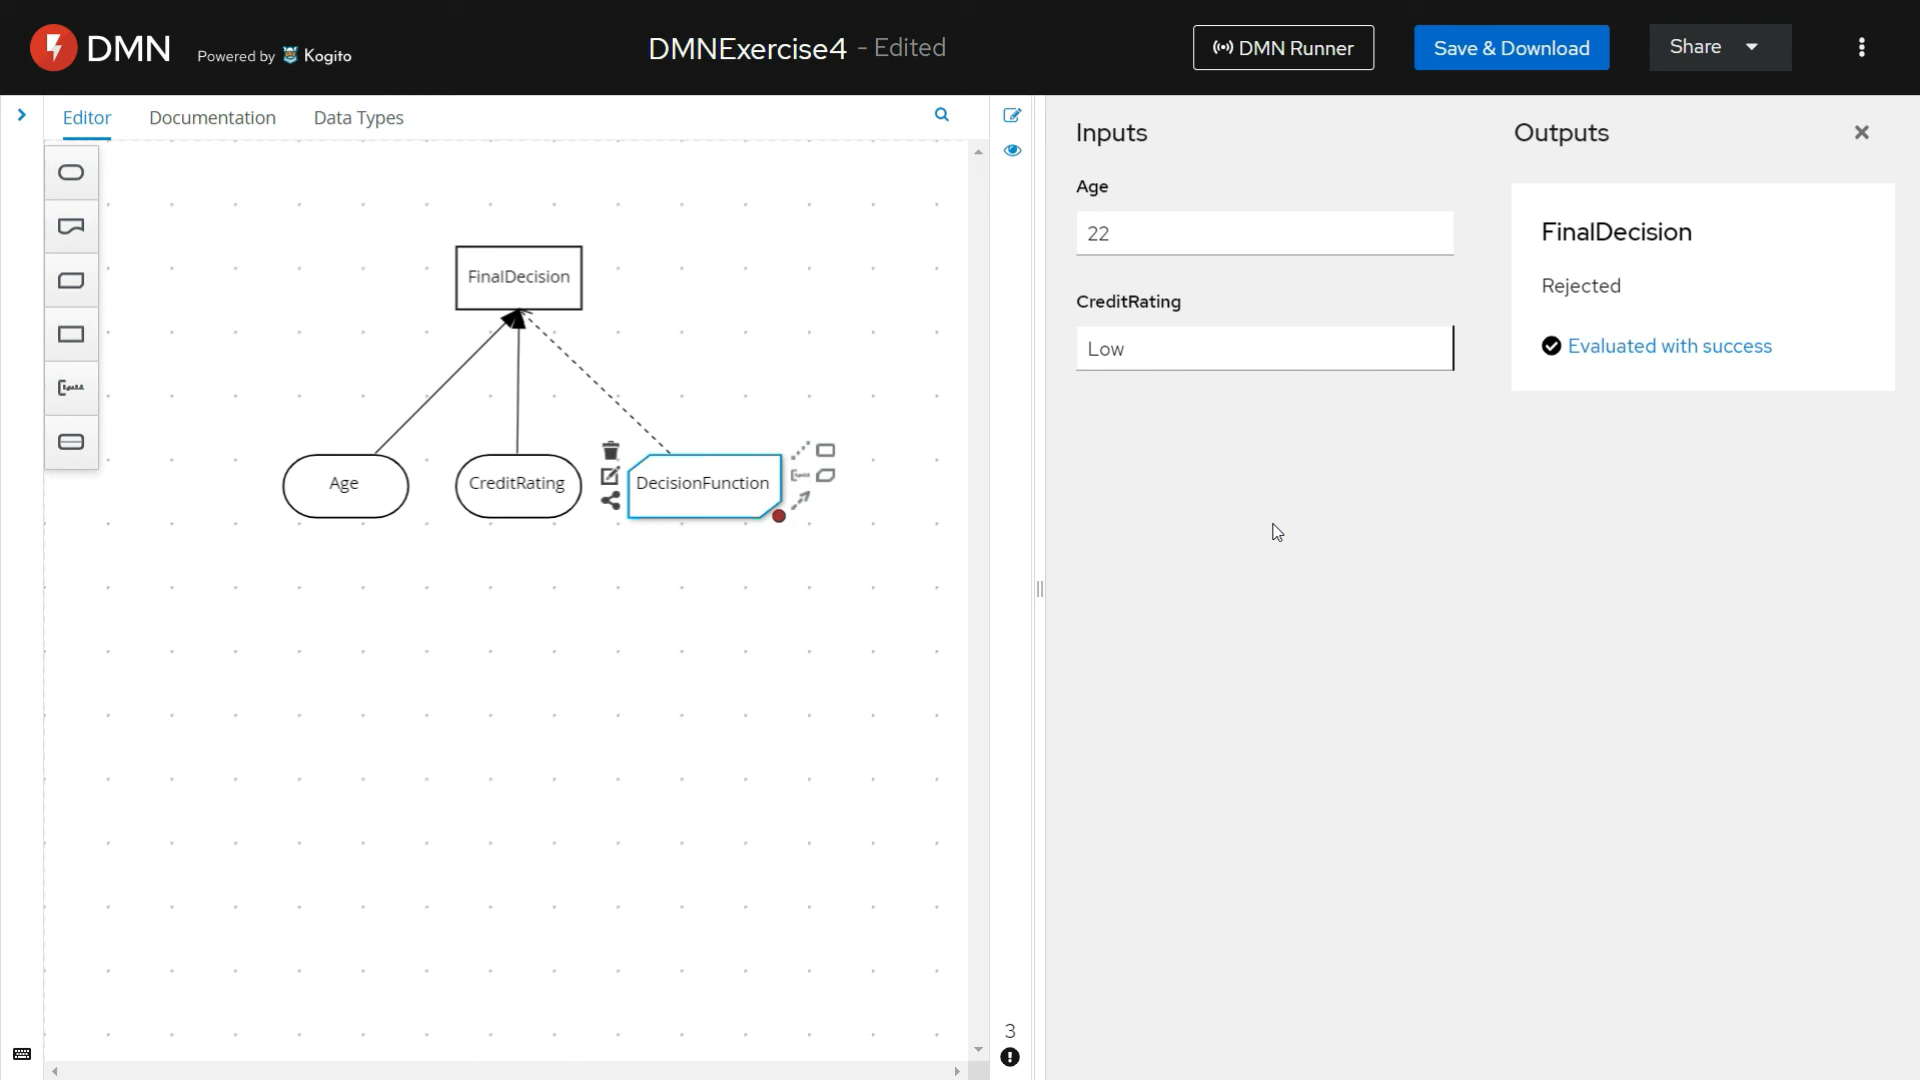 DMN Powered by Kogito
DMNExercise4 - Edited
DMN Runner
Save & Download
Share
Editor Documentation Data Types
Inputs
Outputs
Age
22
CreditRating
Low
FinalDecision
Rejected
Evaluated with success
FinalDecision
Age CreditRating DecisionFunction
3